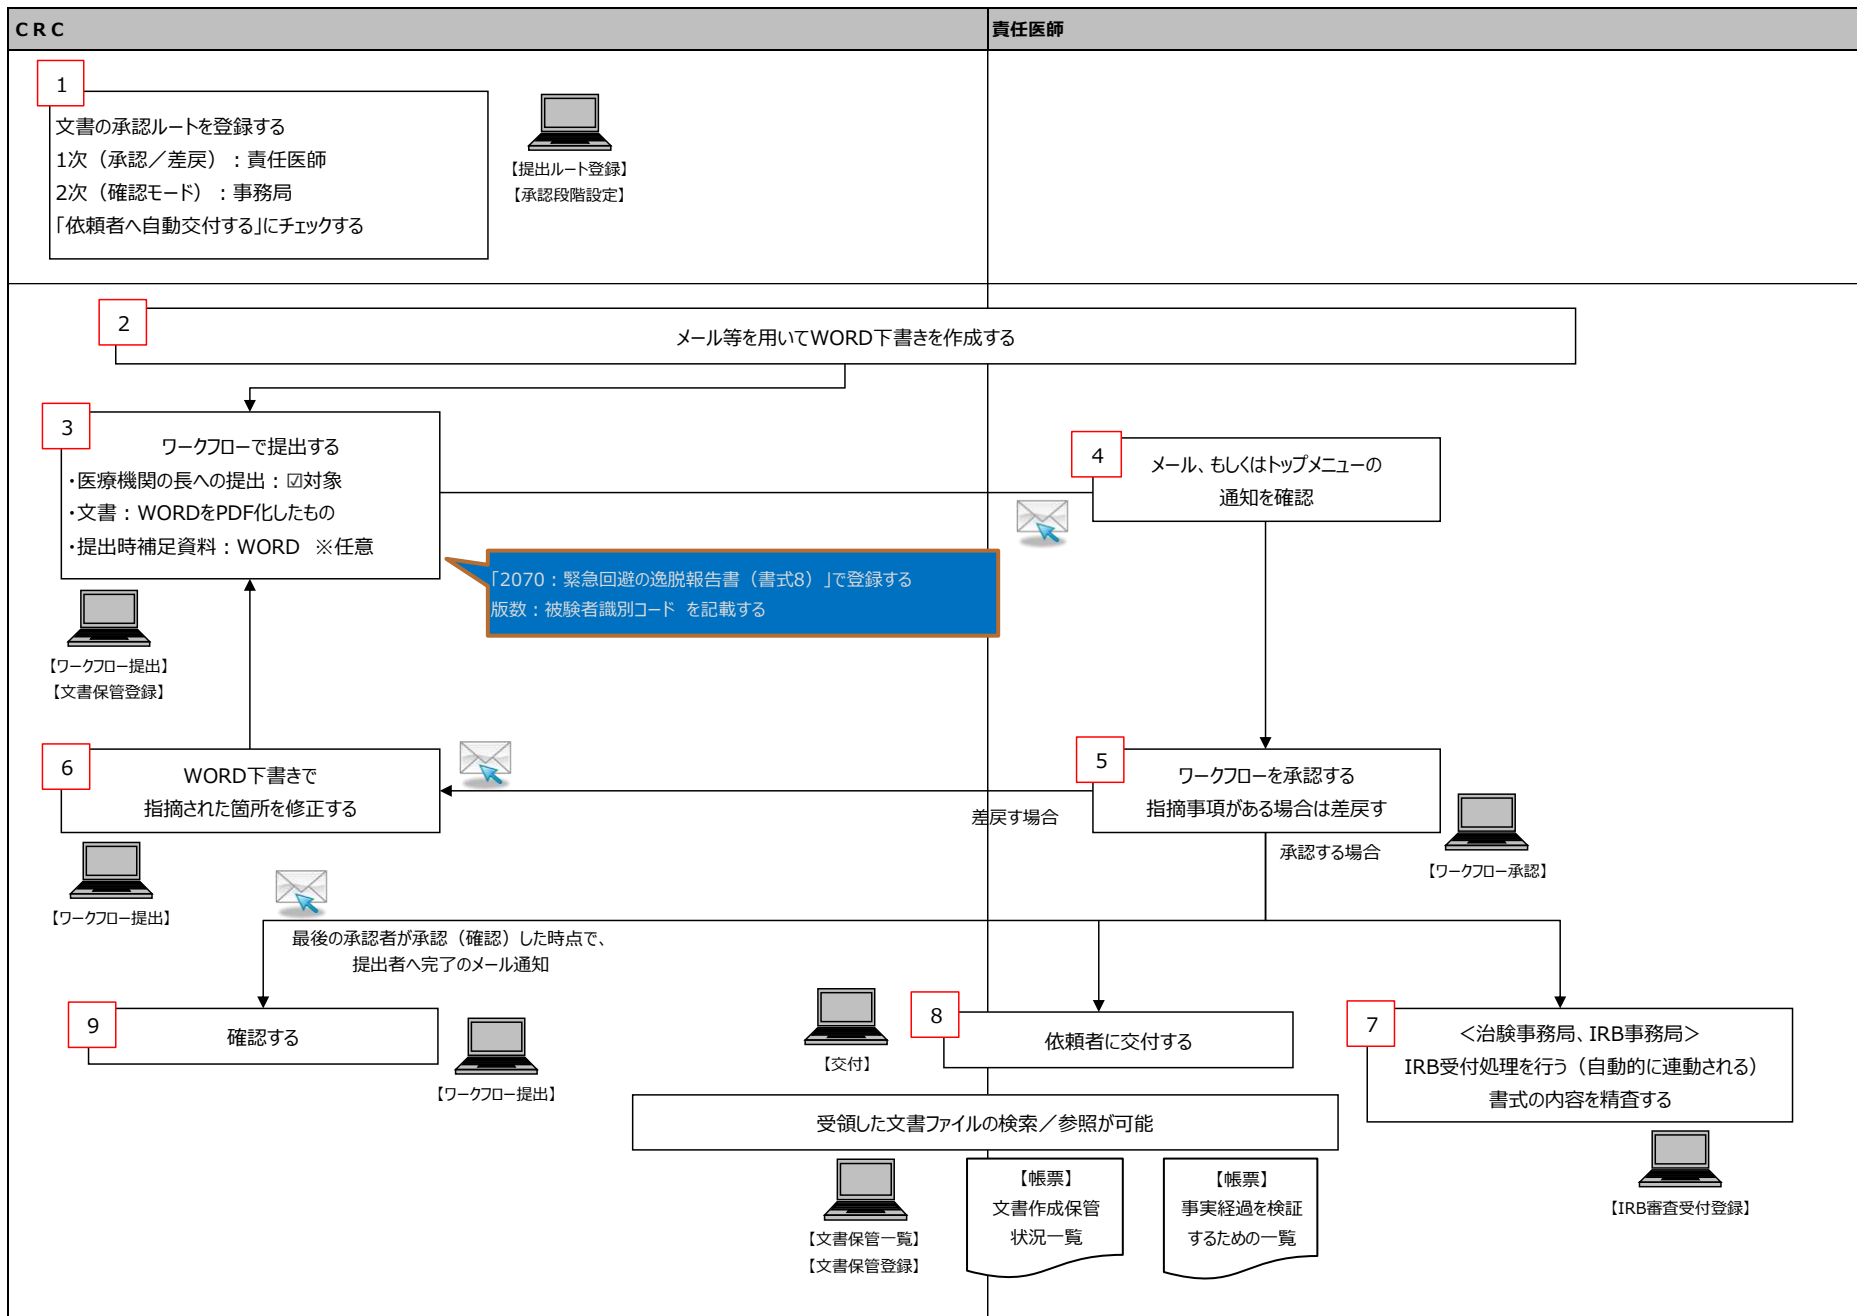 ＣＲＣ
責任医師
1
文書の承認ルートを登録する
1次（承認／差戻）：責任医師
2次（確認モード）：事務局
「依頼者へ自動交付する」にチェックする
【提出ルート登録】
【承認段階設定】
2
メール等を用いてWORD下書きを作成する
3
ワークフローで提出する
・医療機関の長への提出：☑対象
・文書：WORDをPDF化したもの
・提出時補足資料：WORD　※任意
「2070：緊急回避の逸脱報告書（書式8）」で登録する
版数：被験者識別コード を記載する
【ワークフロー提出】
【文書保管登録】
4
メール、もしくはトップメニューの
通知を確認
5
ワークフローを承認する
指摘事項がある場合は差戻す
【ワークフロー承認】
差戻す場合
承認する場合
6
WORD下書きで
指摘された箇所を修正する
【ワークフロー提出】
最後の承認者が承認（確認）した時点で、
提出者へ完了のメール通知
9
確認する
【ワークフロー提出】
8
依頼者に交付する
【交付】
7
＜治験事務局、IRB事務局＞
IRB受付処理を行う（自動的に連動される）
書式の内容を精査する
【IRB審査受付登録】
受領した文書ファイルの検索／参照が可能
【文書保管一覧】
【文書保管登録】
【帳票】
文書作成保管
状況一覧
【帳票】
事実経過を検証
するための一覧